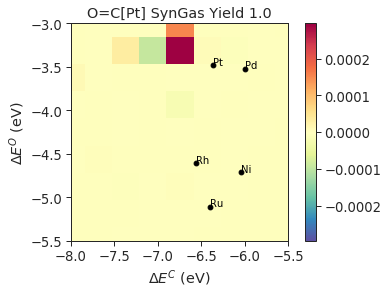 O=C[Pt] SynGas Yield 1.0
−3.0
−3.5
−4.0
−4.5
−5.0
−5.5
ΔE^O (eV)
Pt
Pd
Rh
Ni
Ru
−8.0 −7.5 −7.0 −6.5 −6.0 −5.5
ΔE^C (eV)
0.0002
0.0001
0.0000
−0.0001
−0.0002